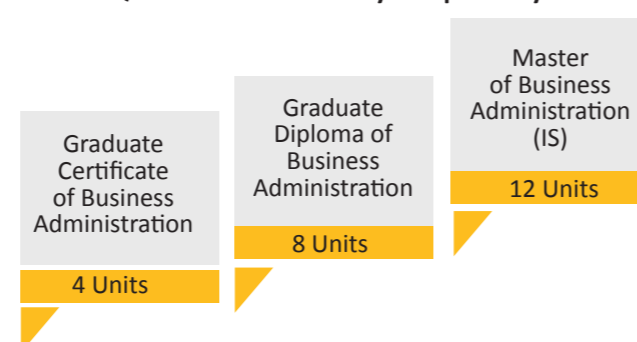 Graduate
Certificate
of Business
Administration
4 Units
Graduate
Diploma of
Business
Administration
8 Units
Master
of Business
Administration
(IS)
12 Units